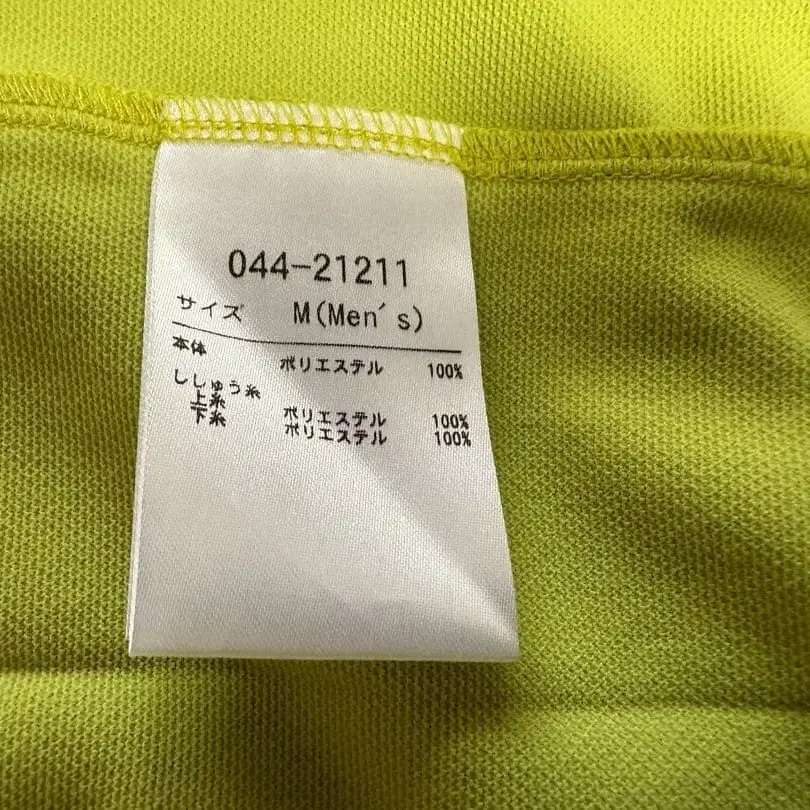 044-21211
サイズ M(Men's)
本体 ポリエステル 100%
ししゅう糸
上糸 ポリエステル 100%
下糸 ポリエステル 100%